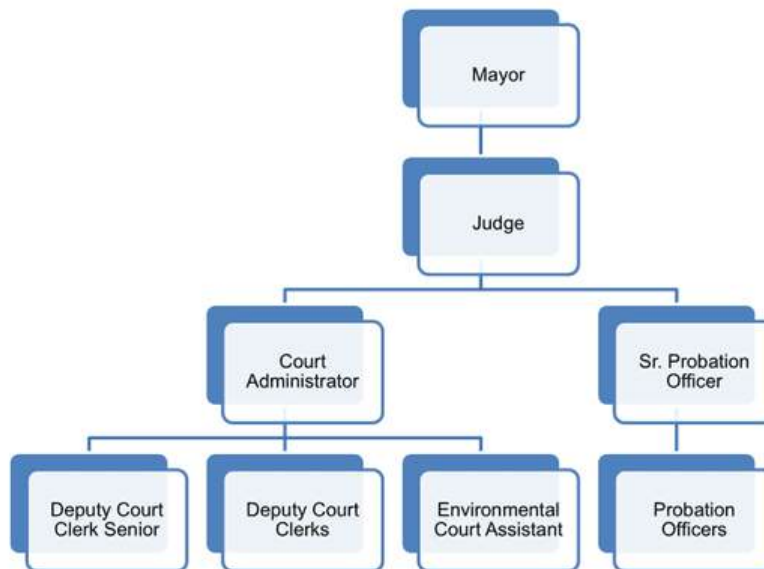 Mayor
Judge
Court
Administrator
Sr. Probation
Officer
Deputy Court
Clerk Senior
Deputy Court
Clerks
Environmental
Court Assistant
Probation
Officers